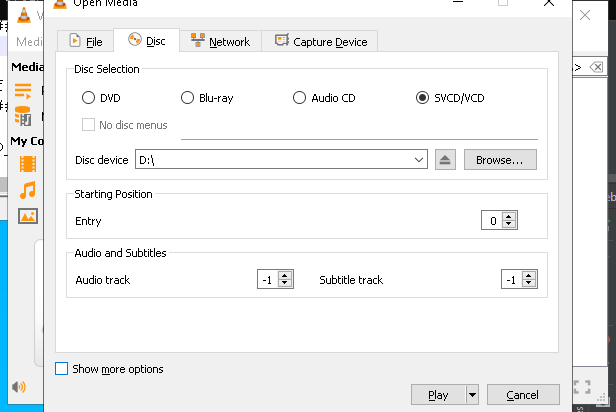 Open Media
Medi
File
Disc
Network
Capture Device
Media
Disc Selection
DVD
Blu-ray
Audio CD
SVCD/VCD
No disc menus
My Co
Disc device
D:\
Browse...
Starting Position
Entry
0
Audio and Subtitles
Audio track
-1
Subtitle track
-1
Show more options
Play
Cancel